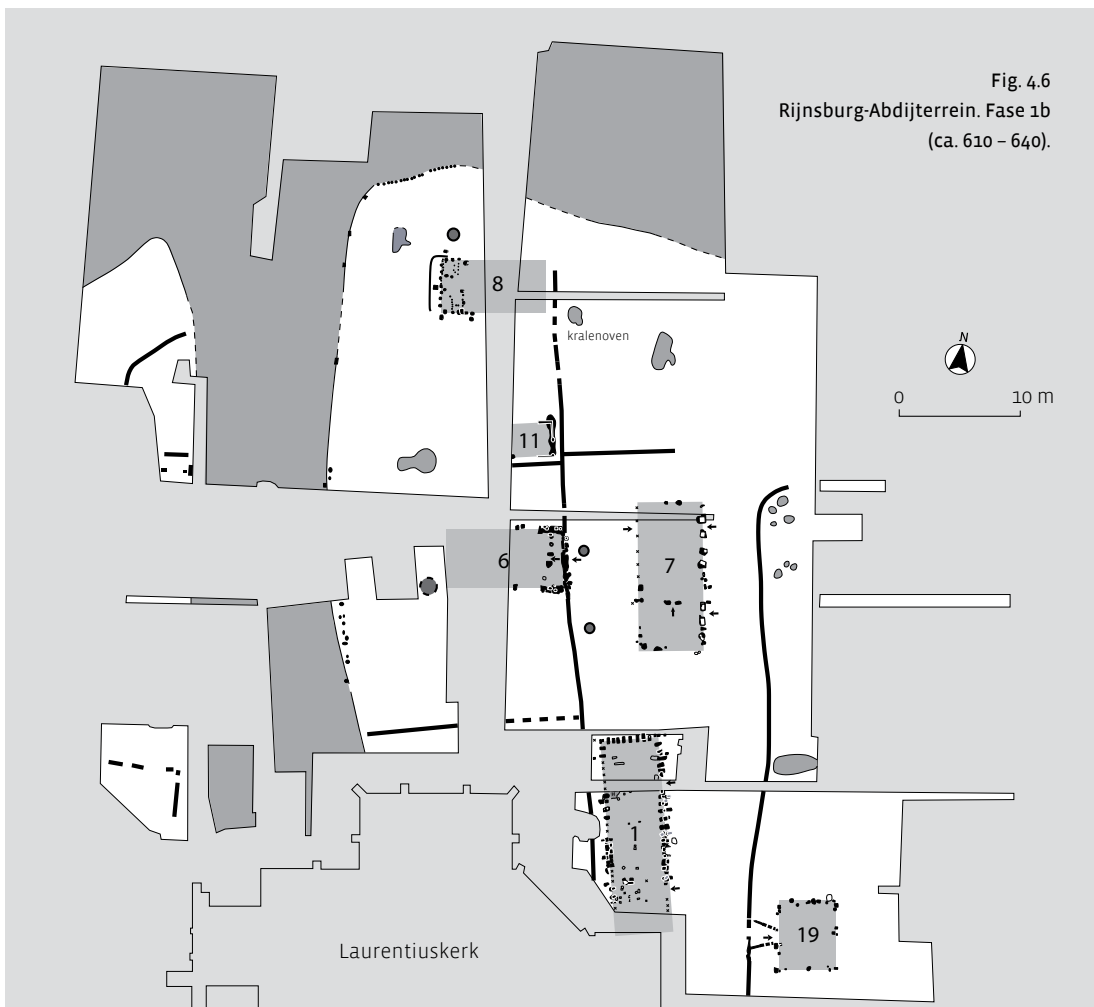 Fig. 4.6
Rijnsburg-Abdijterrein. Fase 1b
(ca. 610 – 640).
8
kralenoven
N
0 10 m
11
6
7
1
19
Laurentiuskerk